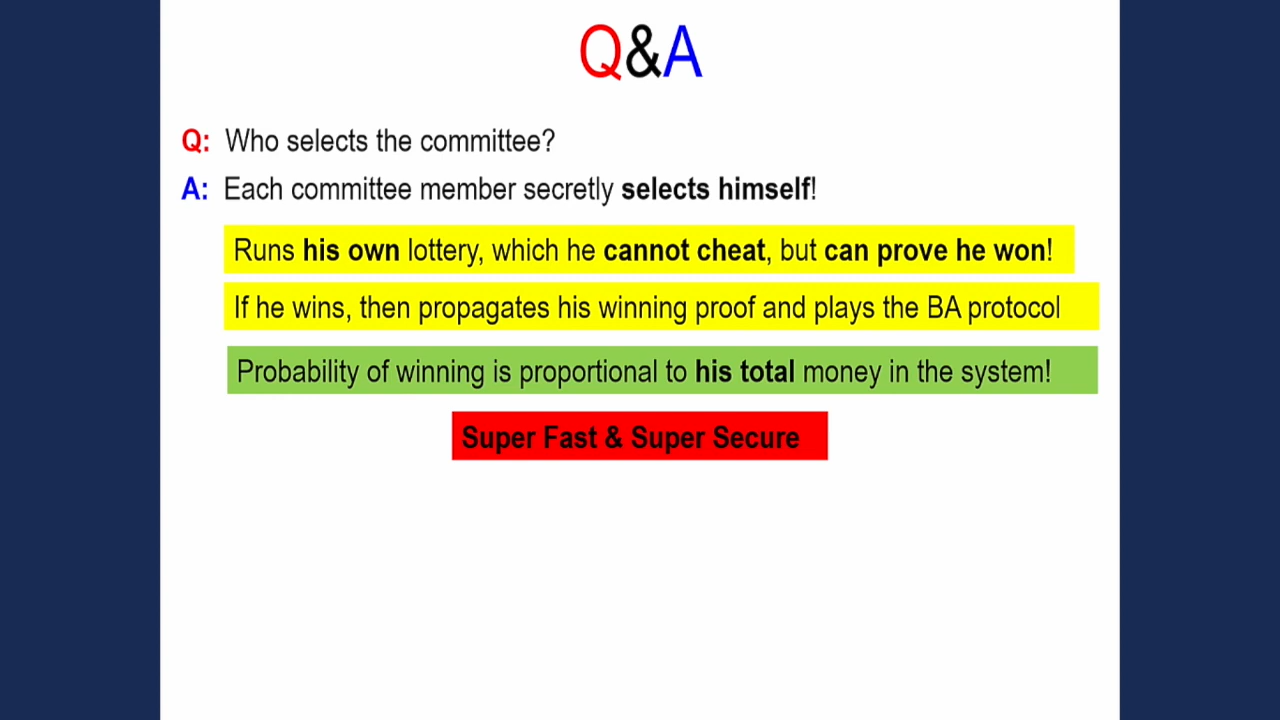 Q&A
Q: Who selects the committee?
A: Each committee member secretly selects himself!
Runs his own lottery, which he cannot cheat, but can prove he won!
If he wins, then propagates his winning proof and plays the BA protocol
Probability of winning is proportional to his total money in the system!
Super Fast & Super Secure